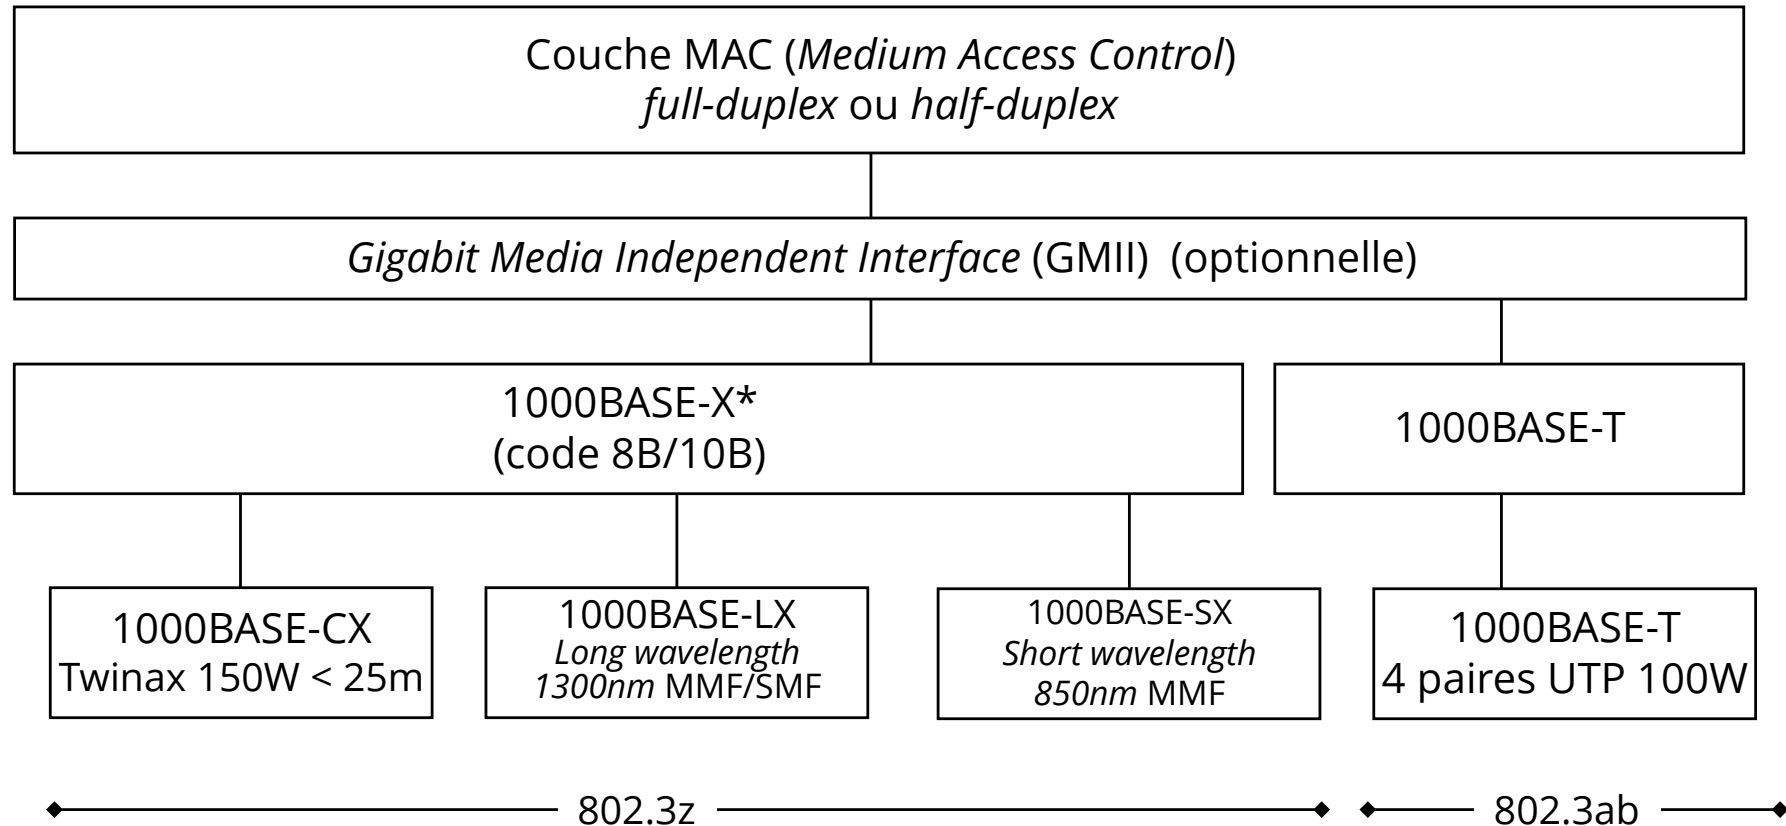 Couche MAC (Medium Access Control)
full-duplex ou half-duplex
Gigabit Media Independent Interface (GMII) (optionnelle)
1000BASE-X*
(code 8B/10B)
1000BASE-T
1000BASE-CX
Twinax 150W < 25m
1000BASE-LX
Long wavelength
1300nm MMF/SMF
1000BASE-SX
Short wavelength
850nm MMF
1000BASE-T
4 paires UTP 100W
802.3z
802.3ab